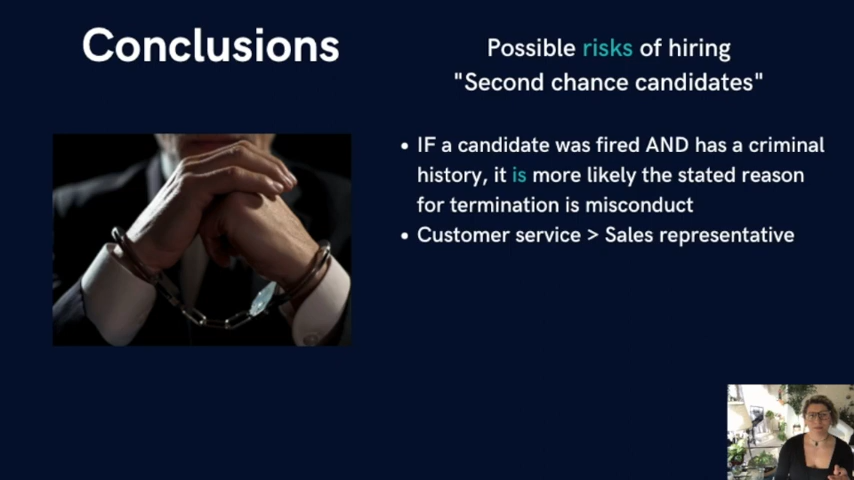 Conclusions
Possible risks of hiring
"Second chance candidates"
• IF a candidate was fired AND has a criminal
history, it is more likely the stated reason
for termination is misconduct
• Customer service > Sales representative